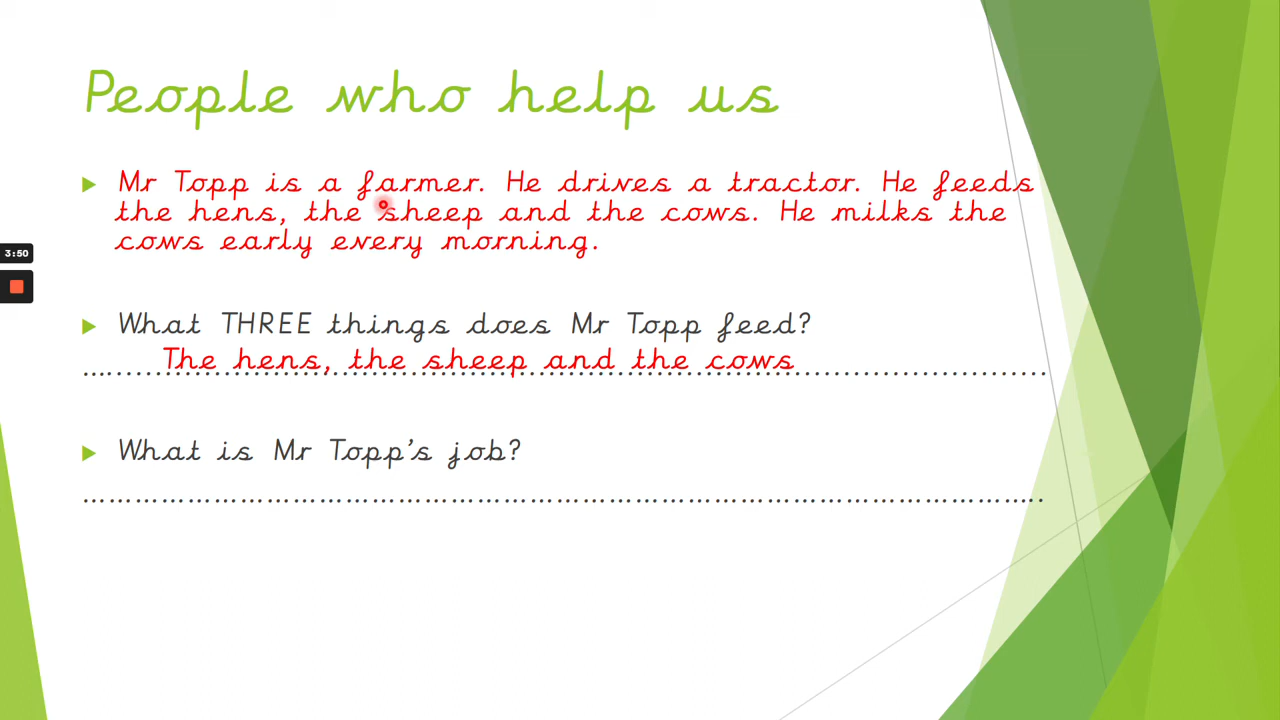 People who help us
Mr Topp is a farmer. He drives a tractor. He feeds
the hens, the sheep and the cows. He milks the
cows early every morning.
3:50
What THREE things does Mr Topp feed?
The hens, the sheep and the cows
What is Mr Topp's job?